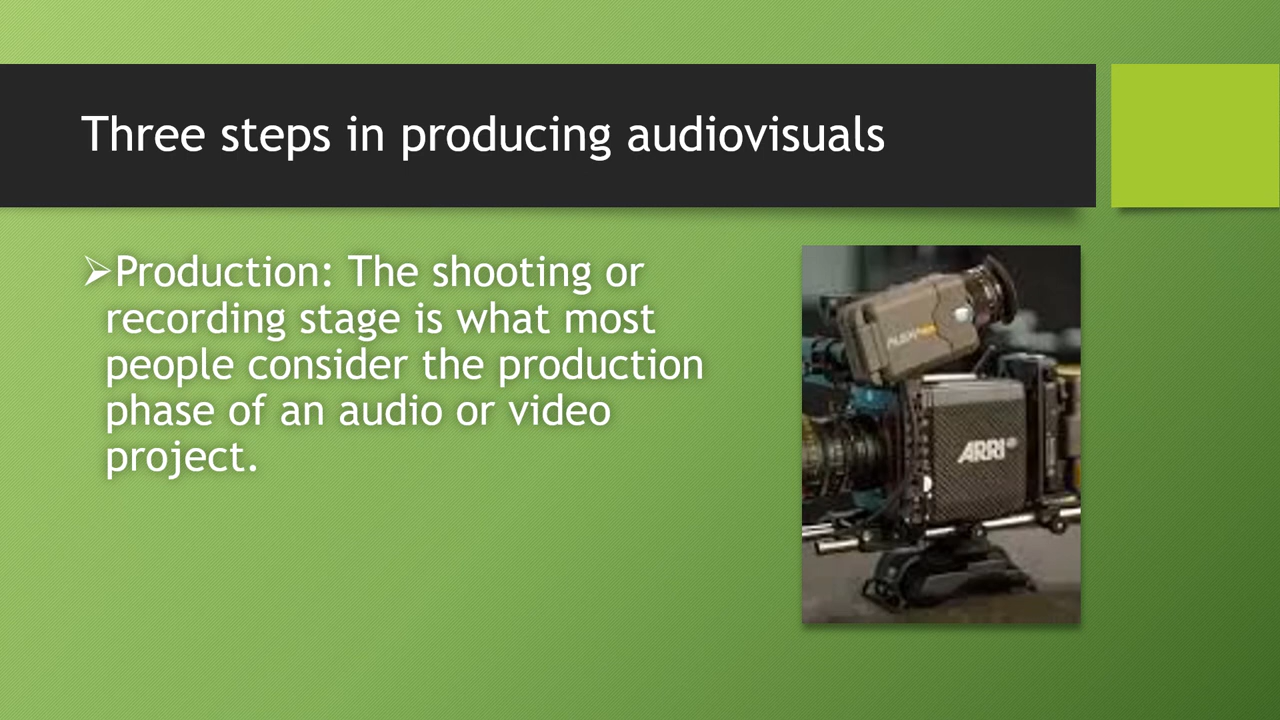 Three steps in producing audiovisuals
➢Production: The shooting or
recording stage is what most
people consider the production
phase of an audio or video
project.
ARRI